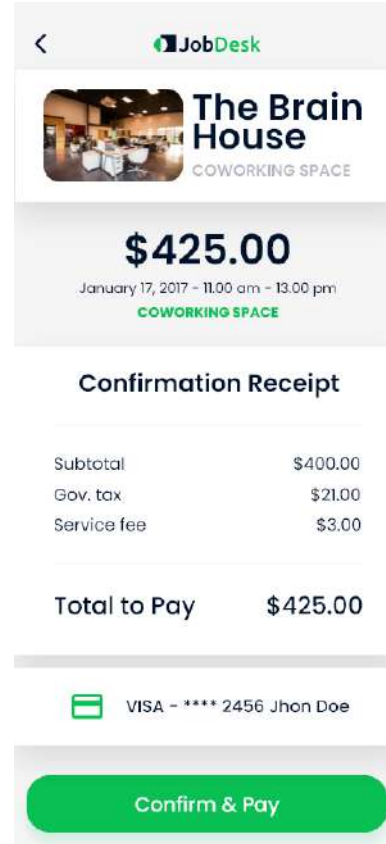 JobDesk
The Brain
House
COWORKING SPACE
$425.00
January 17, 2017 - 11.00 am - 13.00 pm
COWORKING SPACE
Confirmation Receipt
Subtotal $400.00
Gov. tax $21.00
Service fee $3.00
Total to Pay $425.00
VISA - **** 2456 Jhon Doe
Confirm & Pay